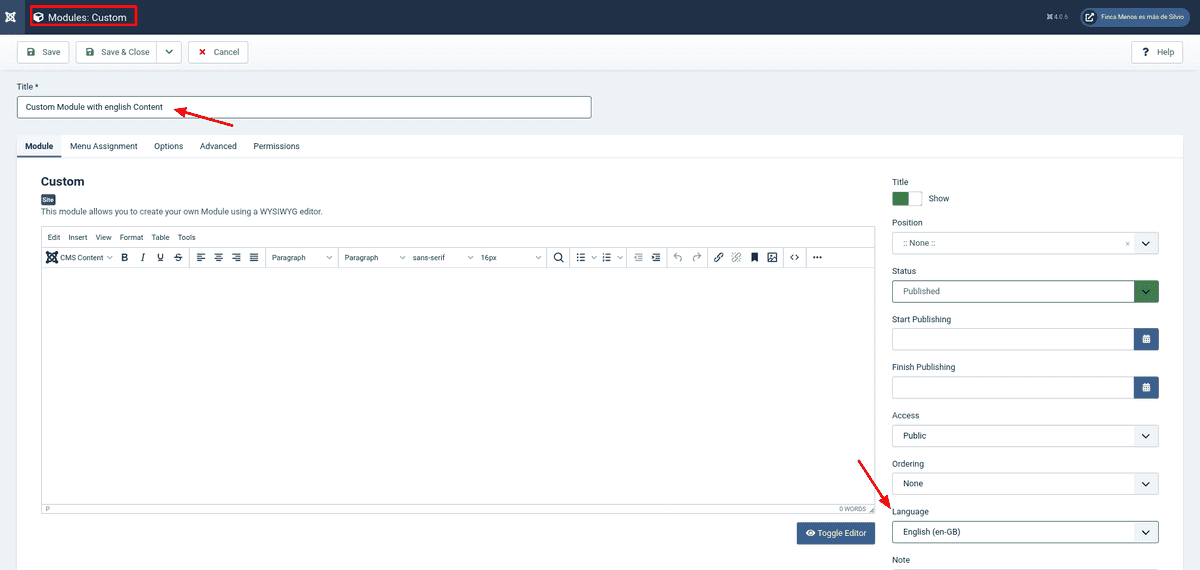 Modules: Custom
4.0.6
Finca Menos es más de Silvio
Save
Save & Close
Cancel
? Help
Title *
Custom Module with english Content
Module Menu Assignment Options Advanced Permissions
Custom
Site
This module allows you to create your own Module using a WYSIWYG editor.
Edit Insert View Format Table Tools
CMS Content B I U S Paragraph Paragraph sans-serif 16px
P
0 WORDS
Toggle Editor
Title
Show
Position
:: None ::
Status
Published
Start Publishing
Finish Publishing
Access
Public
Ordering
None
Language
English (en-GB)
Note